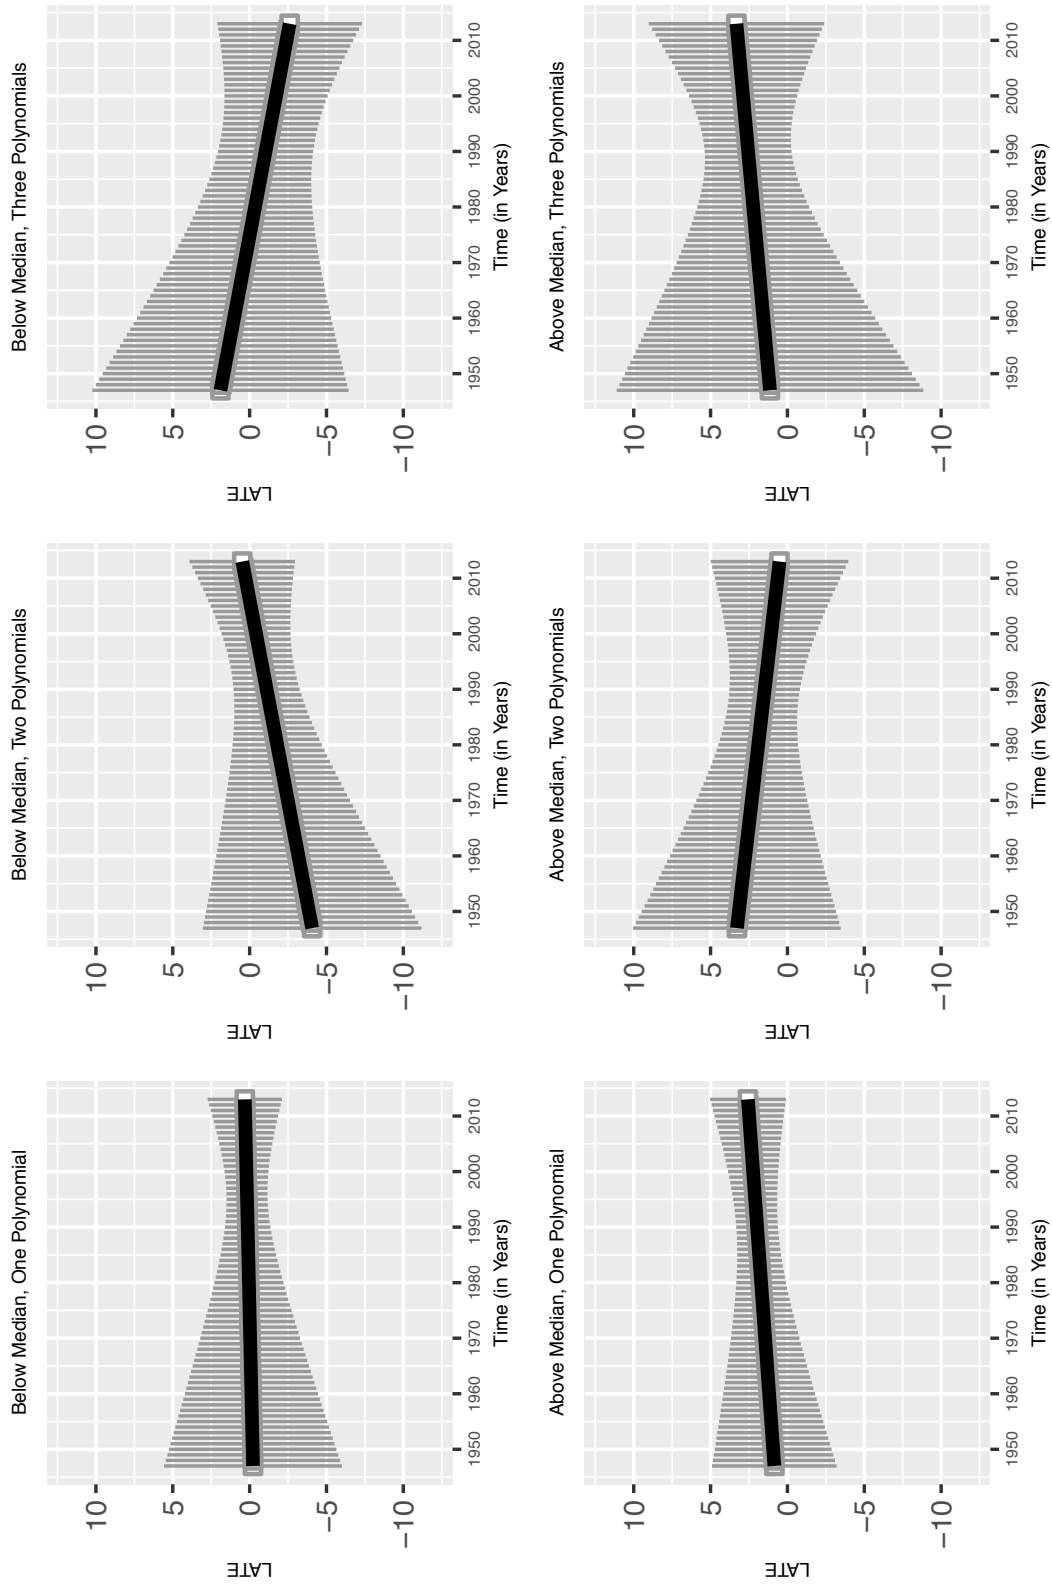 Below Median, One Polynomial
LATE
10
5
0
−5
−10
1950 1960 1970 1980 1990 2000 2010
Time (in Years)
Below Median, Two Polynomials
LATE
10
5
0
−5
−10
1950 1960 1970 1980 1990 2000 2010
Time (in Years)
Below Median, Three Polynomials
LATE
10
5
0
−5
−10
1950 1960 1970 1980 1990 2000 2010
Time (in Years)
Above Median, One Polynomial
LATE
10
5
0
−5
−10
1950 1960 1970 1980 1990 2000 2010
Time (in Years)
Above Median, Two Polynomials
LATE
10
5
0
−5
−10
1950 1960 1970 1980 1990 2000 2010
Time (in Years)
Above Median, Three Polynomials
LATE
10
5
0
−5
−10
1950 1960 1970 1980 1990 2000 2010
Time (in Years)